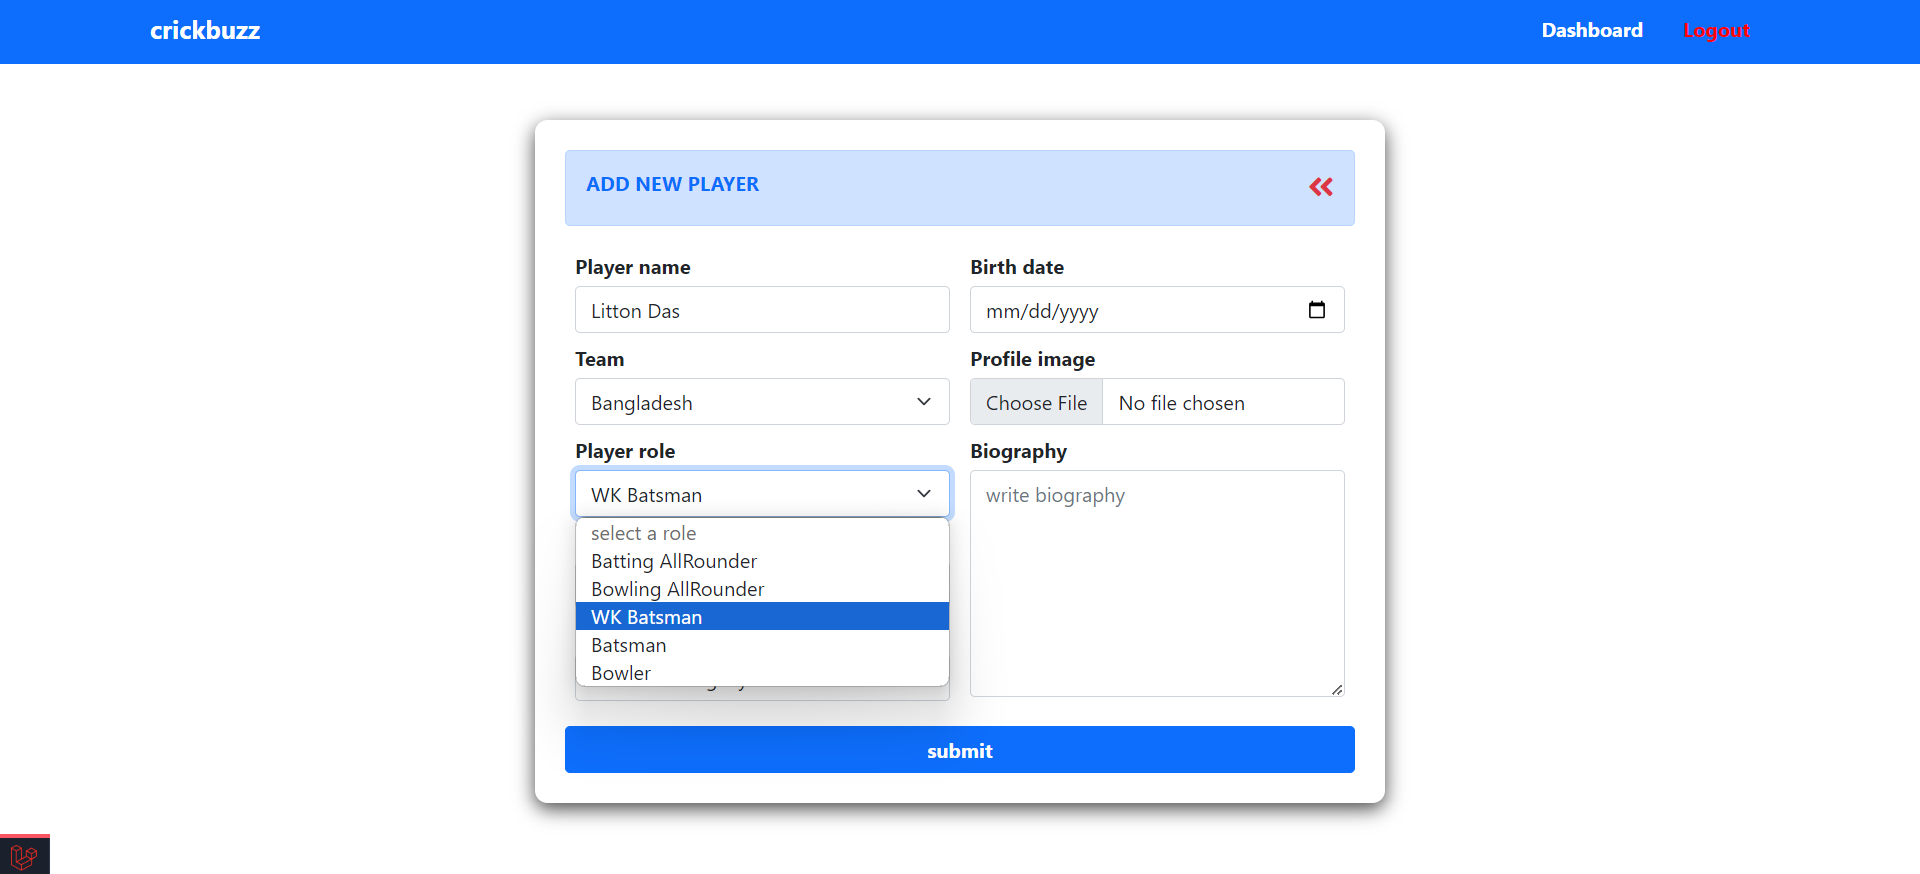 crickbuzz
Dashboard
Logout
ADD NEW PLAYER
Player name
Litton Das
Birth date
mm/dd/yyyy
Team
Bangladesh
Profile image
Choose File
No file chosen
Player role
WK Batsman
select a role
Batting AllRounder
Bowling AllRounder
WK Batsman
Batsman
Bowler
Biography
write biography
submit